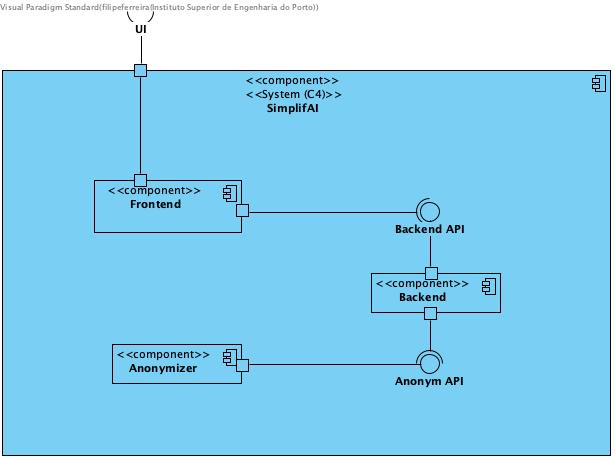 Visual Paradigm Standard(filipeferreira(Instituto Superior de Engenharia do Porto))
UI
<<component>>
<<System (C4)>>
SimplifAI
<<component>>
Frontend
Backend API
<<component>>
Backend
<<component>>
Anonymizer
Anonym API